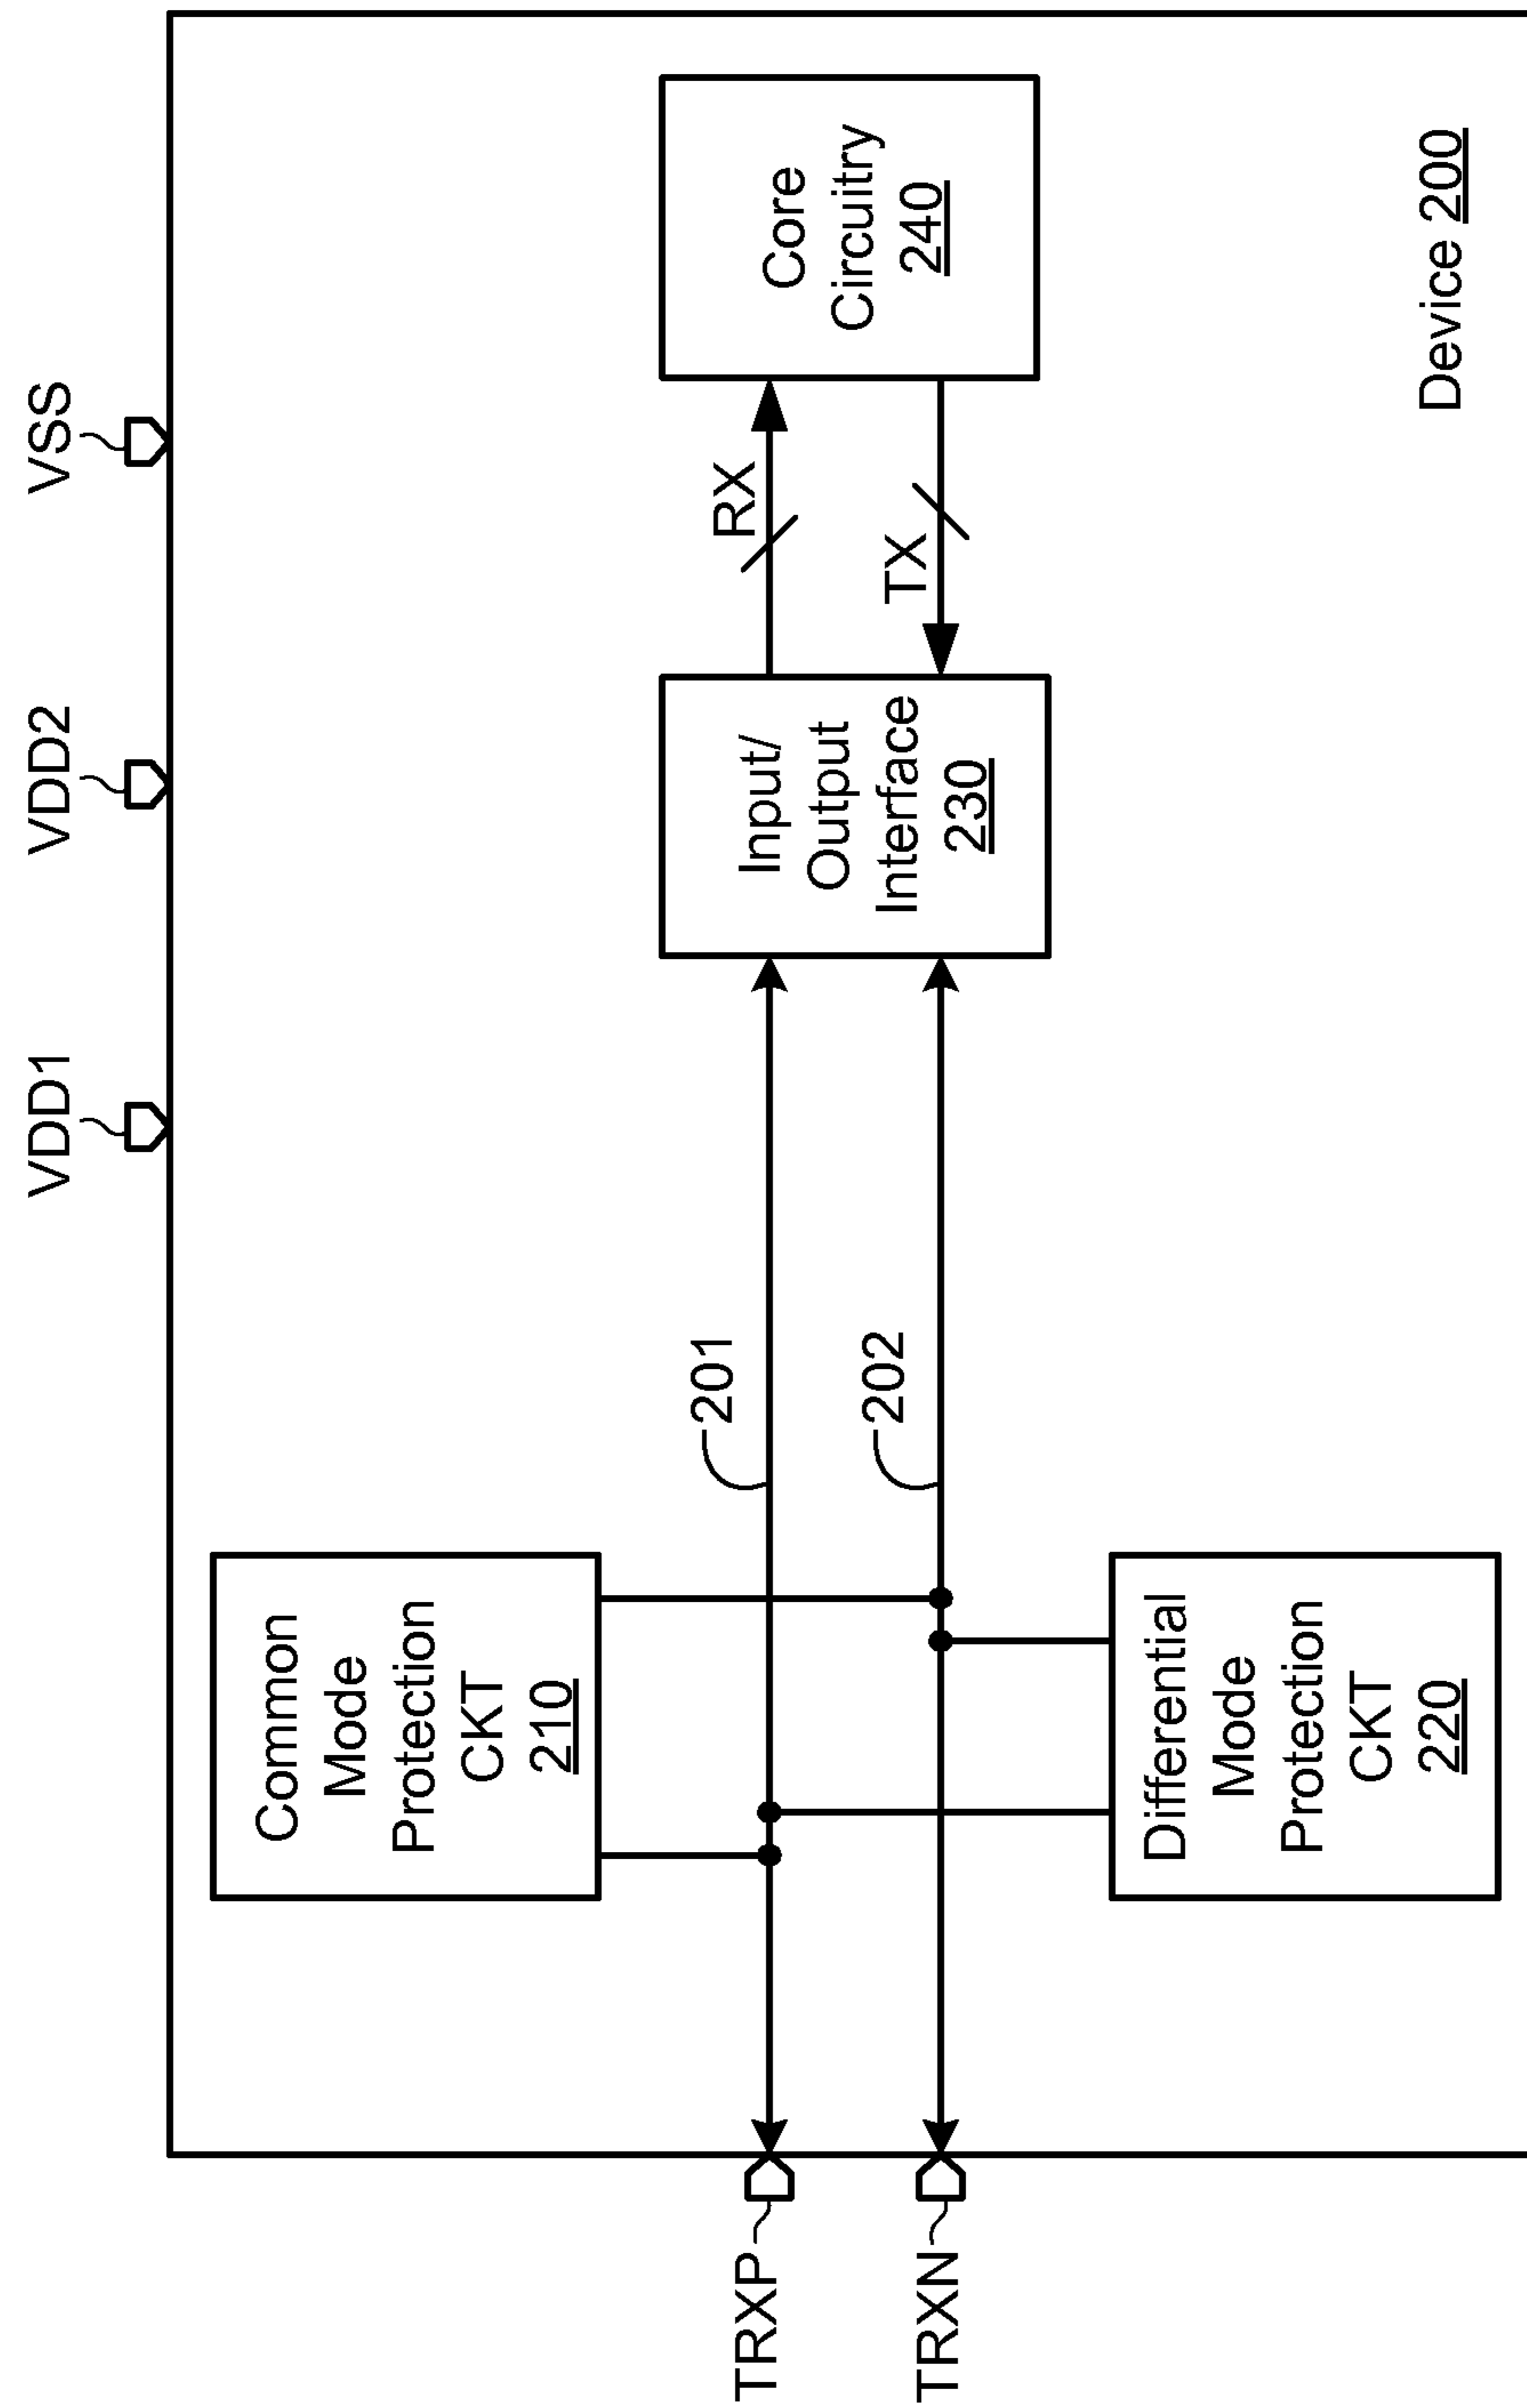 VDD1
VDD2
VSS
Common
Mode
Protection
CKT
210
201
RX
Input/
Output
Interface
230
Core
Circuitry
240
TRXP
202
TX
TRXN
Differential
Mode
Protection
CKT
220
Device 200